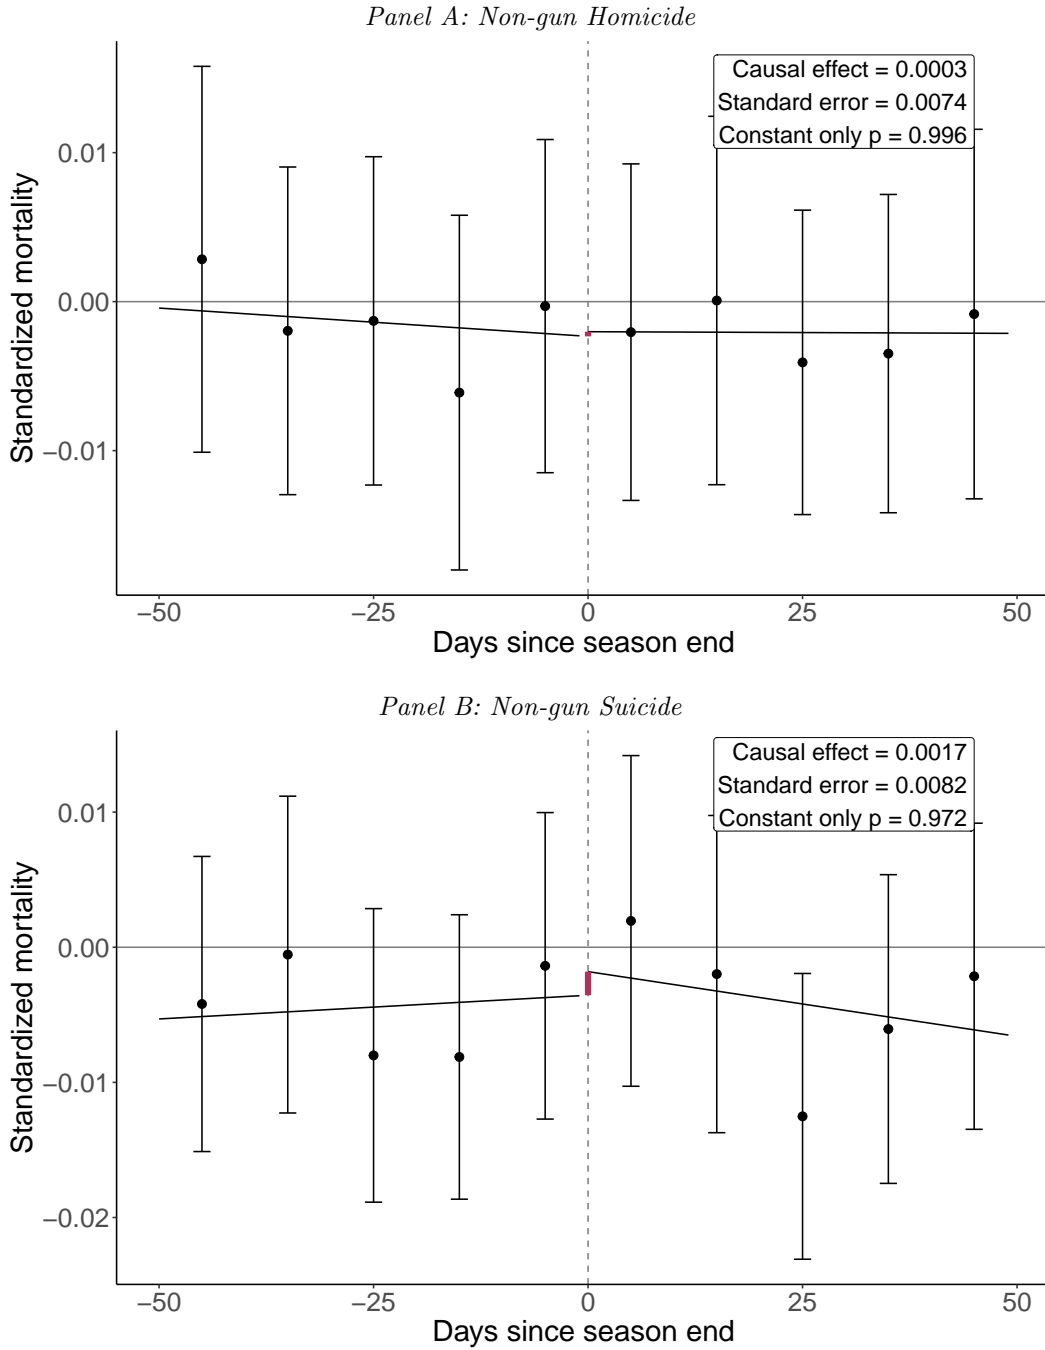 Panel A: Non-gun Homicide
Causal effect = 0.0003
Standard error = 0.0074
Constant only p = 0.996
Standardized mortality
0.01
0.00
−0.01
−50
−25
0
25
50
Days since season end
Panel B: Non-gun Suicide
Causal effect = 0.0017
Standard error = 0.0082
Constant only p = 0.972
Standardized mortality
0.01
0.00
−0.01
−0.02
−50
−25
0
25
50
Days since season end